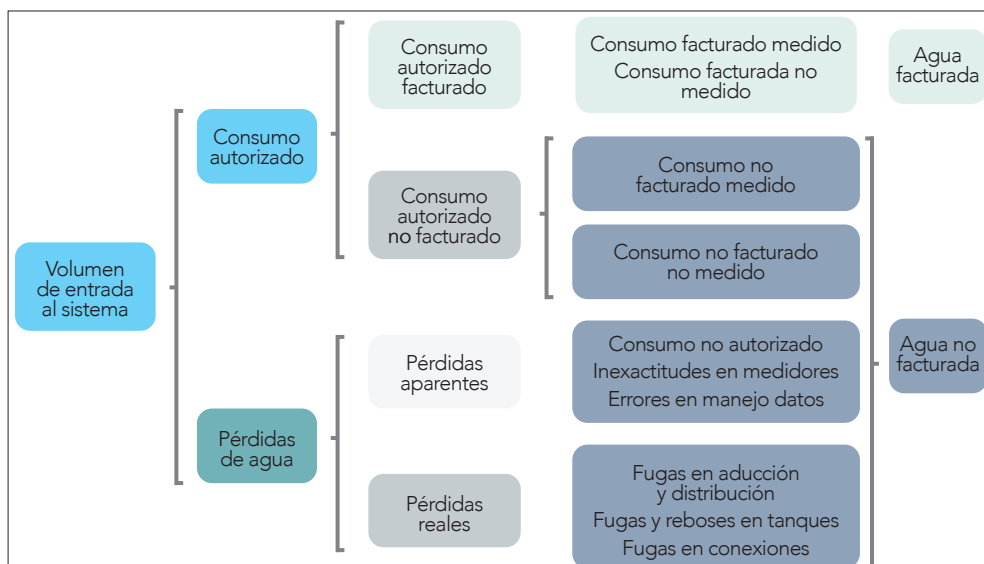 Volumen
de entrada
al sistema
Consumo
autorizado
Pérdidas
de agua
Consumo
autorizado
facturado
Consumo
autorizado
no facturado
Pérdidas
aparentes
Pérdidas
reales
Consumo facturado medido
Consumo facturada no
medido
Consumo no
facturado medido
Consumo no facturado
no medido
Consumo no autorizado
Inexactitudes en medidores
Errores en manejo datos
Fugas en aducción
y distribución
Fugas y reboses en tanques
Fugas en conexiones
Agua
facturada
Agua no
facturada